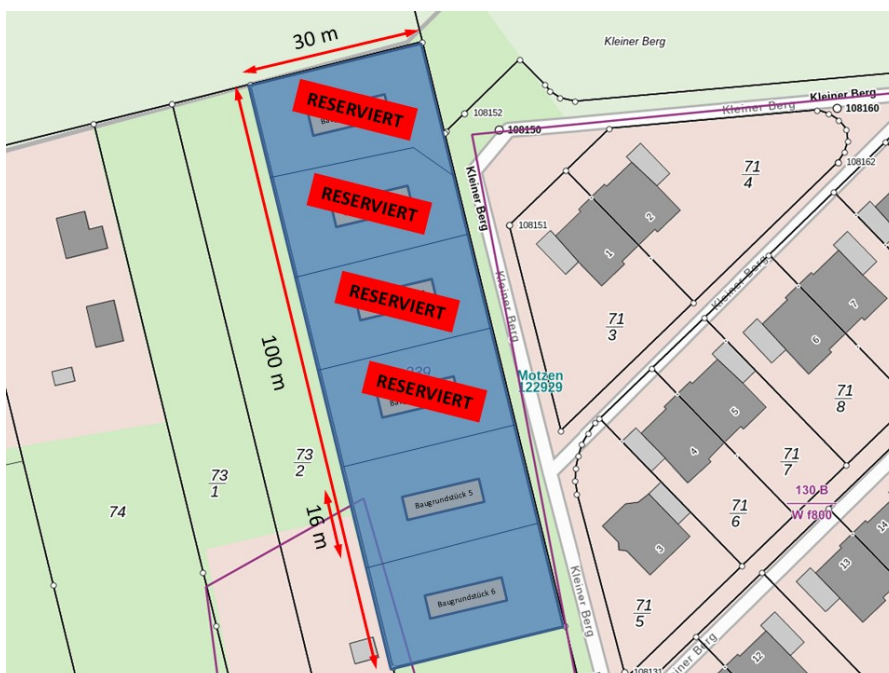 30 m
Kleiner Berg
RESERVIERT
108152
108150
Kleiner Berg
Kleiner Berg
108160
71
4
108162
RESERVIERT
Kleiner Berg
108151
2
1
Kleiner Berg
Kleiner Berg
7
RESERVIERT
71
3
6
100 m
Motzen
122929
RESERVIERT
71
8
5
4
71
7
73
2
73
1
74
16 m
Baugrundstück 5
130 B
W f800
71
6
14
13
9
Kleiner Berg
Baugrundstück 6
71
5
12
108131